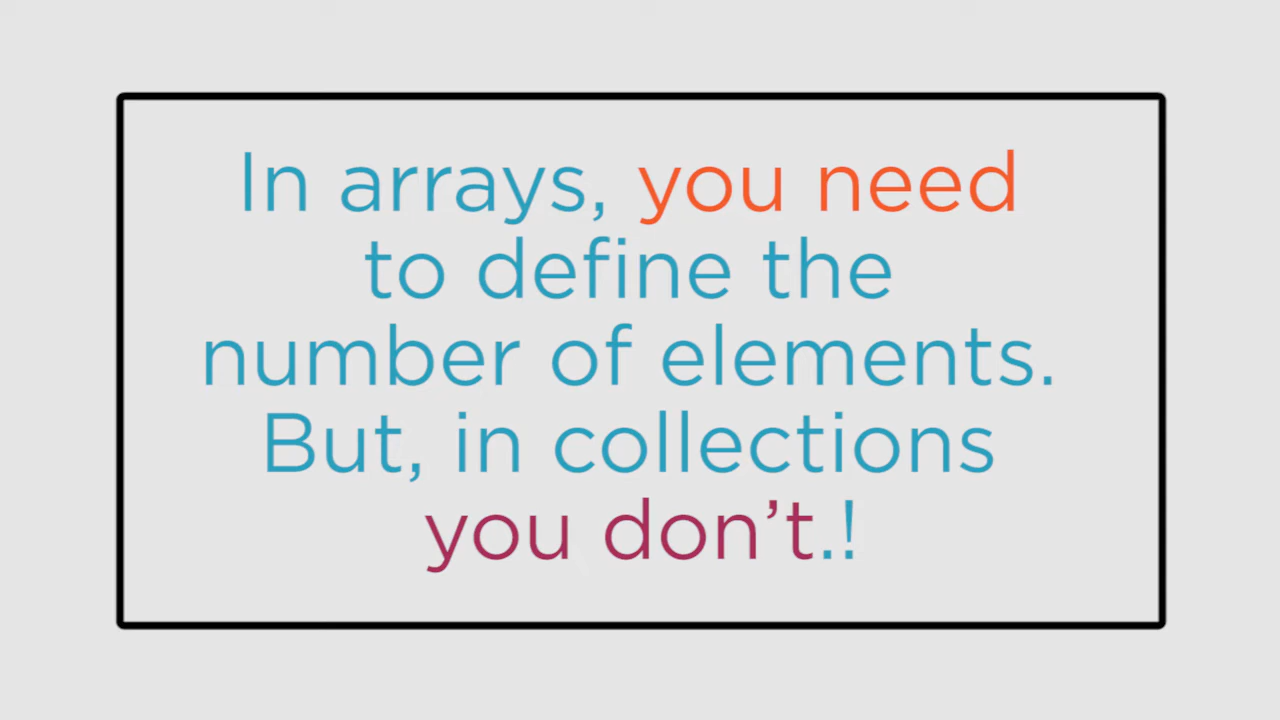 In arrays, you need
to define the
number of elements.
But, in collections
you don’t.!